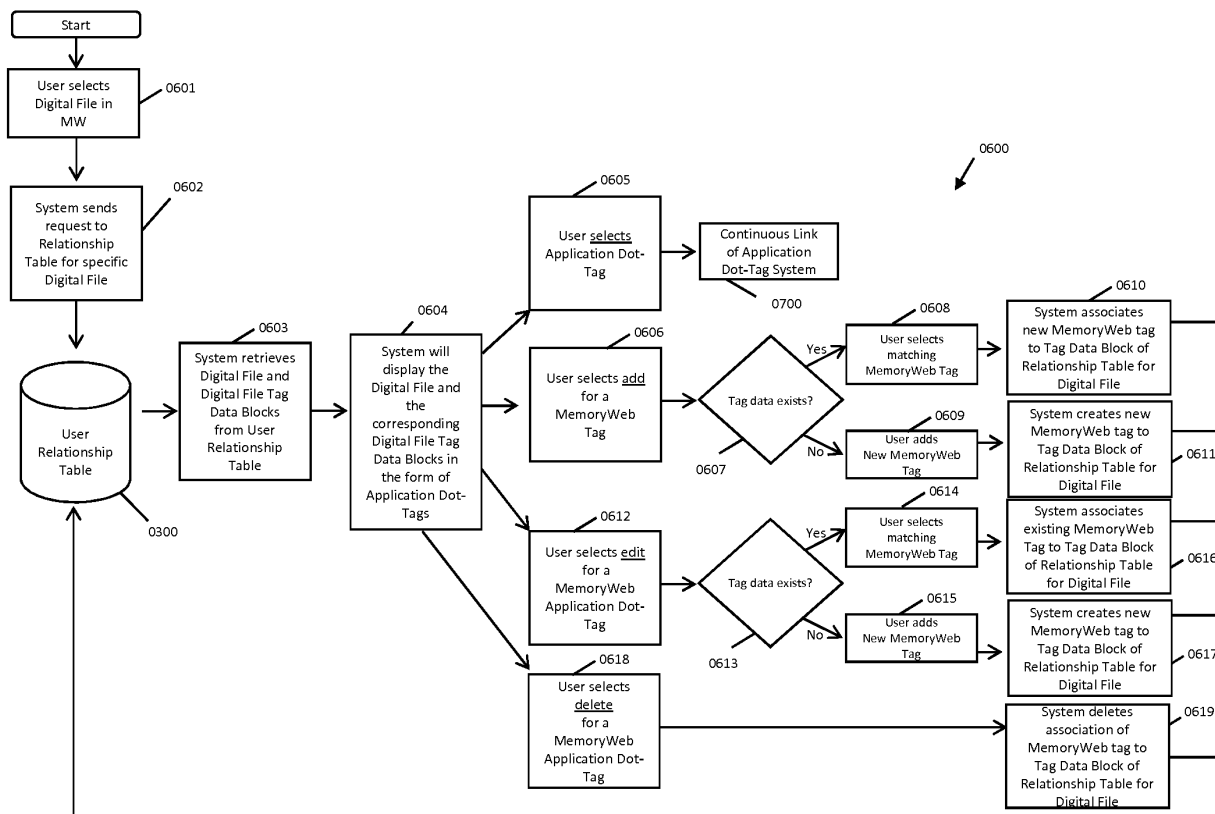 Start
User selects
Digital File in
MW
0601
System sends
request to
Relationship
Table for specific
Digital File
0602
User
Relationship
Table
0300
System retrieves
Digital File and
Digital File Tag
Data Blocks
from User
Relationship
Table
0603
System will
display the
Digital File and
the
corresponding
Digital File Tag
Data Blocks in
the form of
Application Dot-
Tags
0604
User selects
Application Dot-
Tag
0605
Continuous Link
of Application
Dot-Tag System
0700
0600
User selects add
for a
MemoryWeb
Tag
0606
Tag data exists?
0607
Yes
No
User selects
matching
MemoryWeb Tag
0608
User adds
New MemoryWeb
Tag
0609
System associates
new MemoryWeb tag
to Tag Data Block of
Relationship Table for
Digital File
0610
System creates new
MemoryWeb tag to
Tag Data Block of
Relationship Table for
Digital File
0611
User selects edit
for a
MemoryWeb
Application Dot-
Tag
0612
Tag data exists?
0613
Yes
No
User selects
matching
MemoryWeb Tag
0614
User adds
New MemoryWeb
Tag
0615
System associates
existing MemoryWeb
Tag to Tag Data Block
of Relationship Table
for Digital File
0616
System creates new
MemoryWeb tag to
Tag Data Block of
Relationship Table for
Digital File
0617
User selects
delete
for a
MemoryWeb
Application Dot-
Tag
0618
System deletes
association of
MemoryWeb tag to
Tag Data Block of
Relationship Table for
Digital File
0619